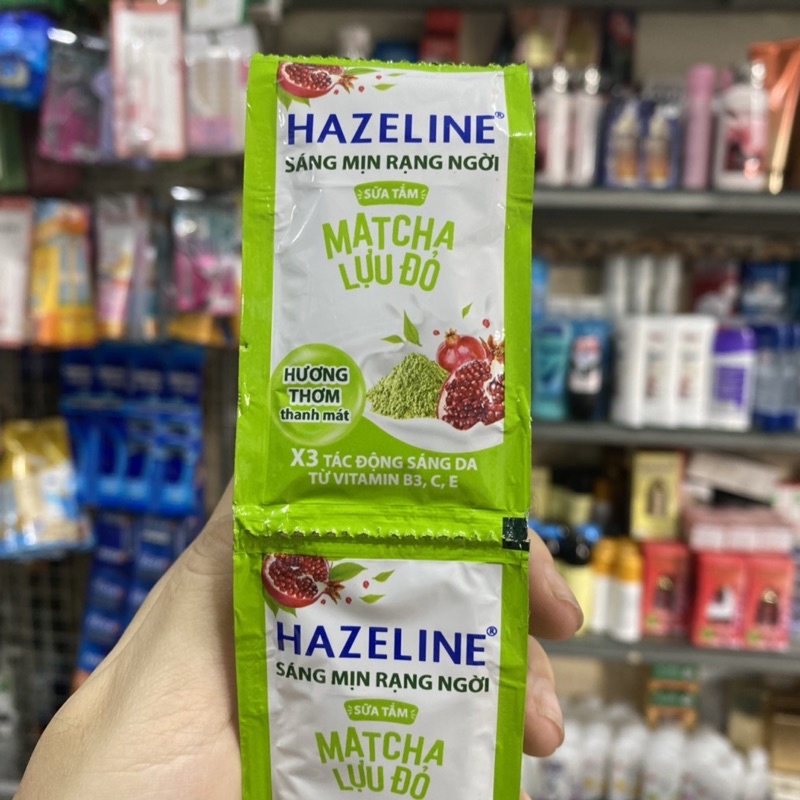 HAZELINE®
SÁNG MỊN RẠNG NGỜI
SỮA TẮM
MATCHA
LỰU ĐỎ
HƯƠNG
THƠM
thanh mát
X3 TÁC ĐỘNG SÁNG DA
TỪ VITAMIN B3, C, E
HAZELINE®
SÁNG MỊN RẠNG NGỜI
SỮA TẮM
MATCHA
LỰU ĐỎ